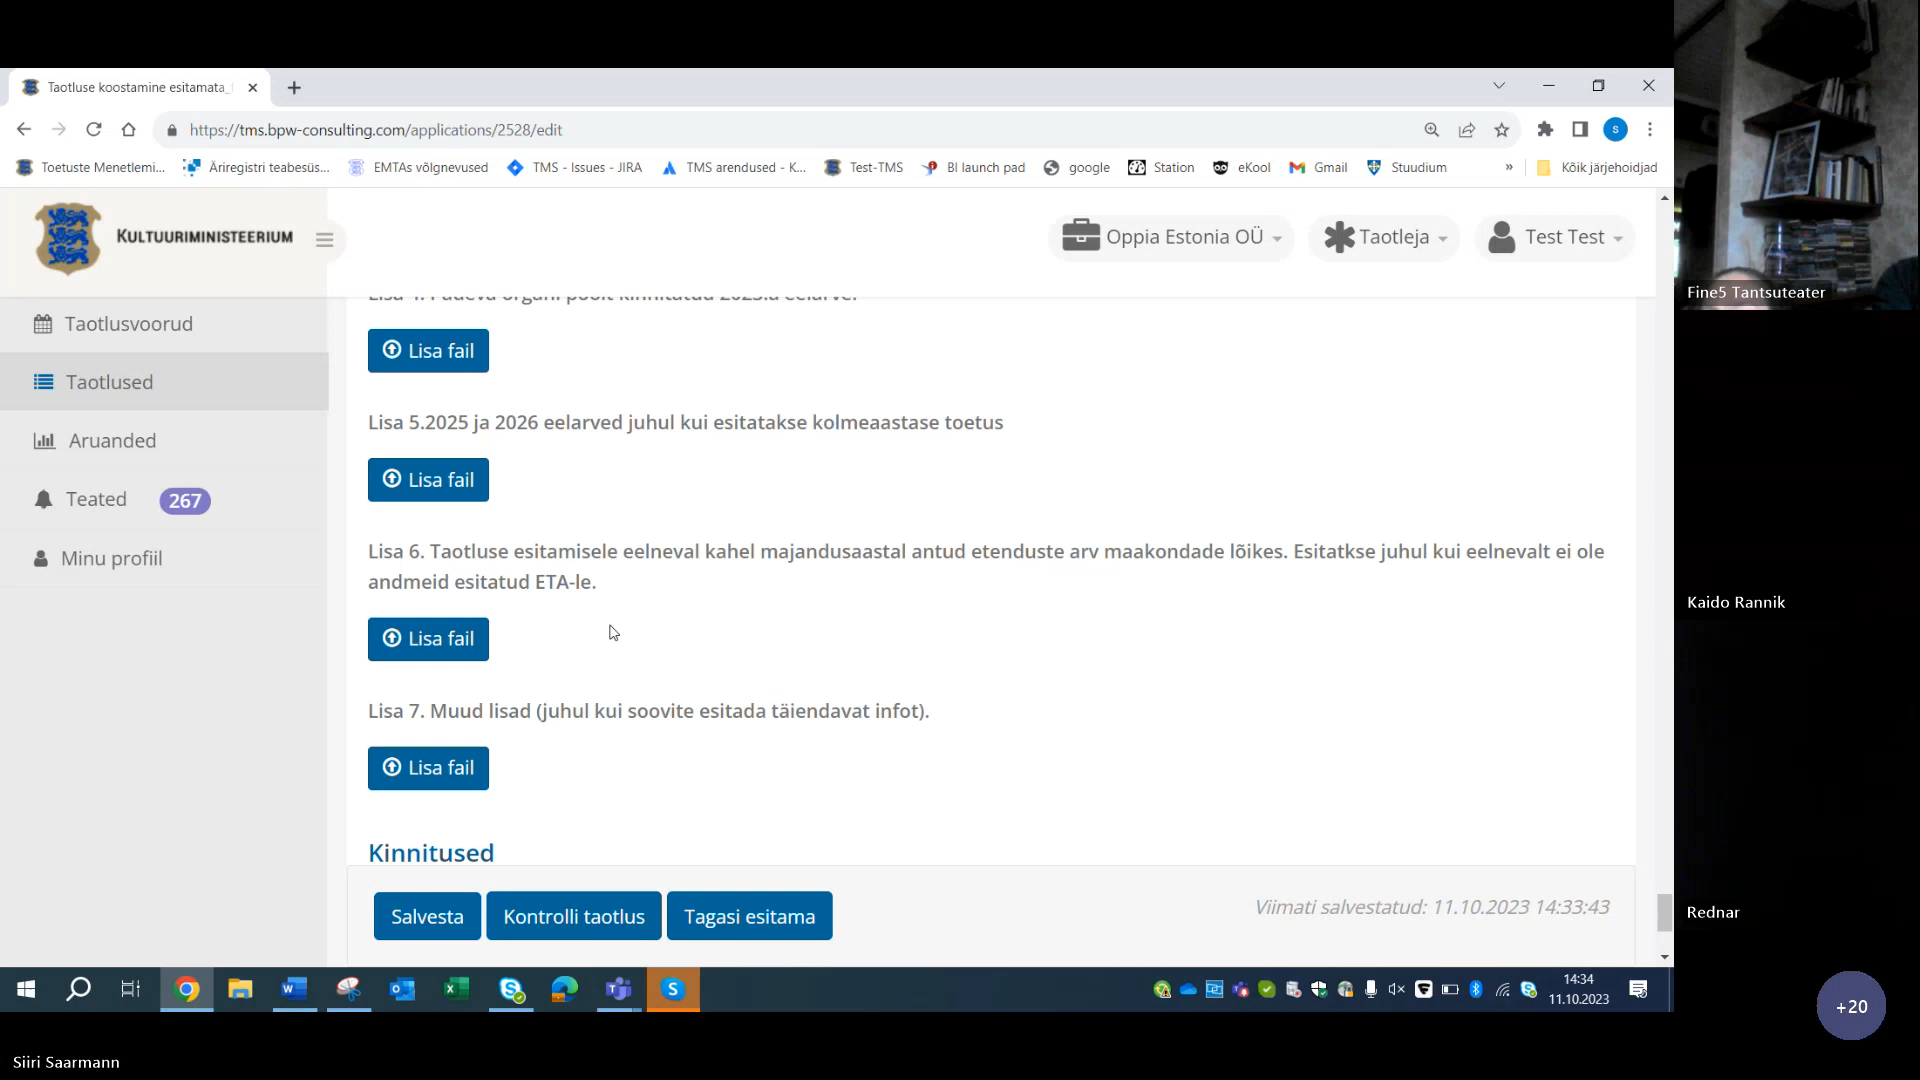 Taotluse koostamine esitamata_
https://tms.bpw-consulting.com/applications/2528/edit
S
Toetuste Menetlemi...
Äriregistri teabesüs...
EMTAs võlgnevused
TMS - Issues - JIRA
TMS arendused - K...
Test-TMS
BI launch pad
google
Station
eKool
Gmail
Stuudium
»
Kõik järjehoidjad
KULTUURIMINISTEERIUM
Oppia Estonia OÜ
Taotleja
Test Test
Taotlusvoorud
Taotlused
Aruanded
Teated 267
Minu profiil
Lisa fail
Lisa 5.2025 ja 2026 eelarved juhul kui esitatakse kolmeaastase toetus
Lisa fail
Lisa 6. Taotluse esitamisele eelneval kahel majandusaastal antud etenduste arv maakondade lõikes. Esitatkse juhul kui eelnevalt ei ole
andmeid esitatud ETA-le.
Lisa fail
Lisa 7. Muud lisad (juhul kui soovite esitada täiendavat infot).
Lisa fail
Kinnitused
Salvesta
Kontrolli taotlus
Tagasi esitama
Viimati salvestatud: 11.10.2023 14:33:43
14:34
11.10.2023
Fine5 Tantsuteater
Kaido Rannik
Rednar
+20
Siiri Saarmann